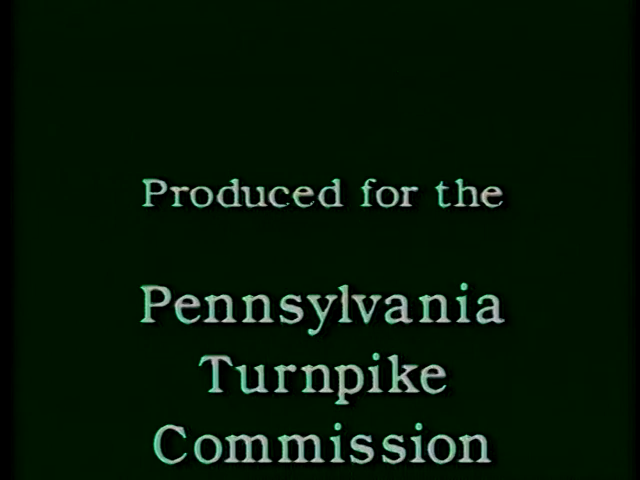 Produced for the
Pennsylvania
Turnpike
Commission